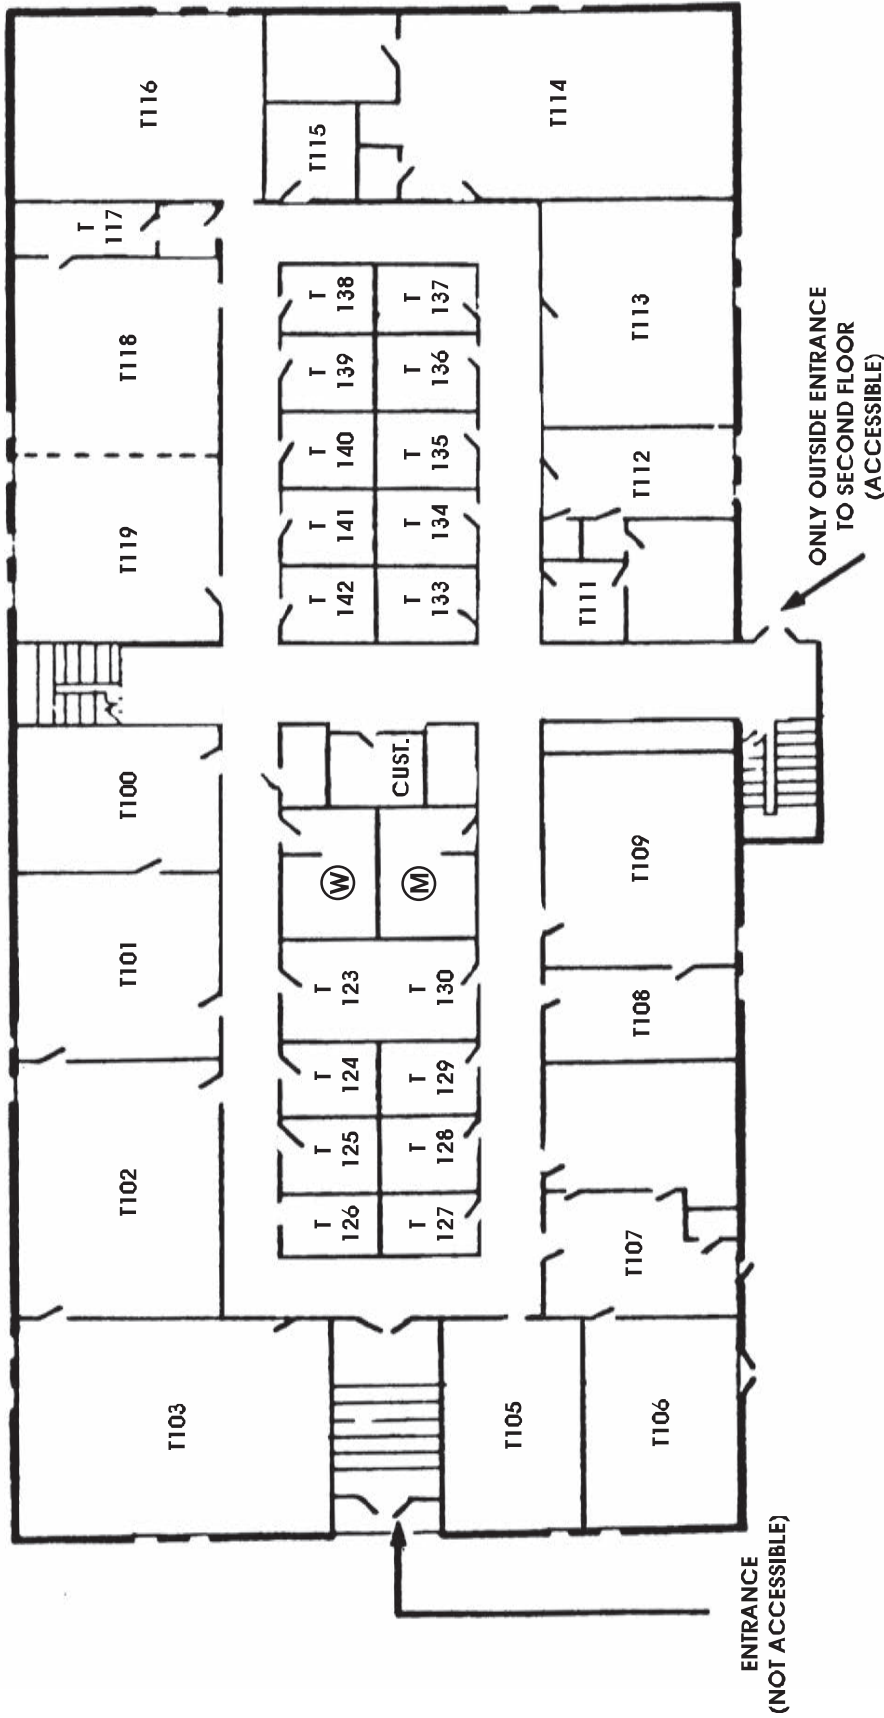 T103
T102
T101
T100
T119
T118
T
117
T116
T
126
T
125
T
124
T
123
W
T
142
T
141
T
140
T
139
T
138
T115
T
127
T
128
T
129
T
130
M
CUST.
T
133
T
134
T
135
T
136
T
137
T105
T106
T107
T108
T109
T111
T112
T113
T114
ENTRANCE
(NOT ACCESSIBLE)
ONLY OUTSIDE ENTRANCE
TO SECOND FLOOR
(ACCESSIBLE)